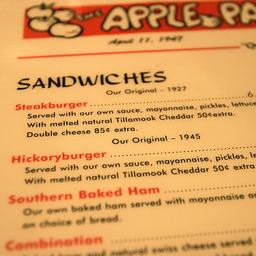 THE APPLE PA
April 11, 1947
SANDWICHES
Our Original – 1927
Steakburger
Served with our own sauce, mayonnaise, pickles, lettuce
With melted natural Tillamook Cheddar 50¢ extra.
Double cheese 85¢ extra.
Our Original – 1945
Hickoryburger
Served with our own sauce, mayonnaise, pickles, le
With melted natural Tillamook Cheddar 50¢ extra
Southern Baked Ham
Our own baked ham served with mayonnaise a
on choice of bread.
Combination
ham and natural swiss cheese served